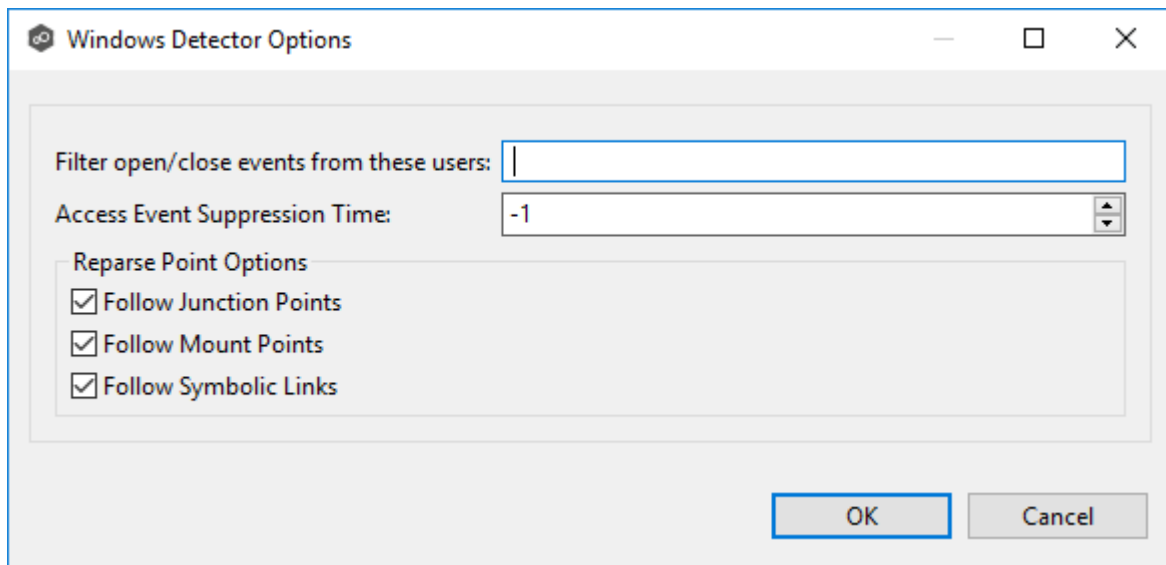 Windows Detector Options
Filter open/close events from these users:
Access Event Suppression Time: -1
Reparse Point Options
Follow Junction Points
Follow Mount Points
Follow Symbolic Links
OK Cancel